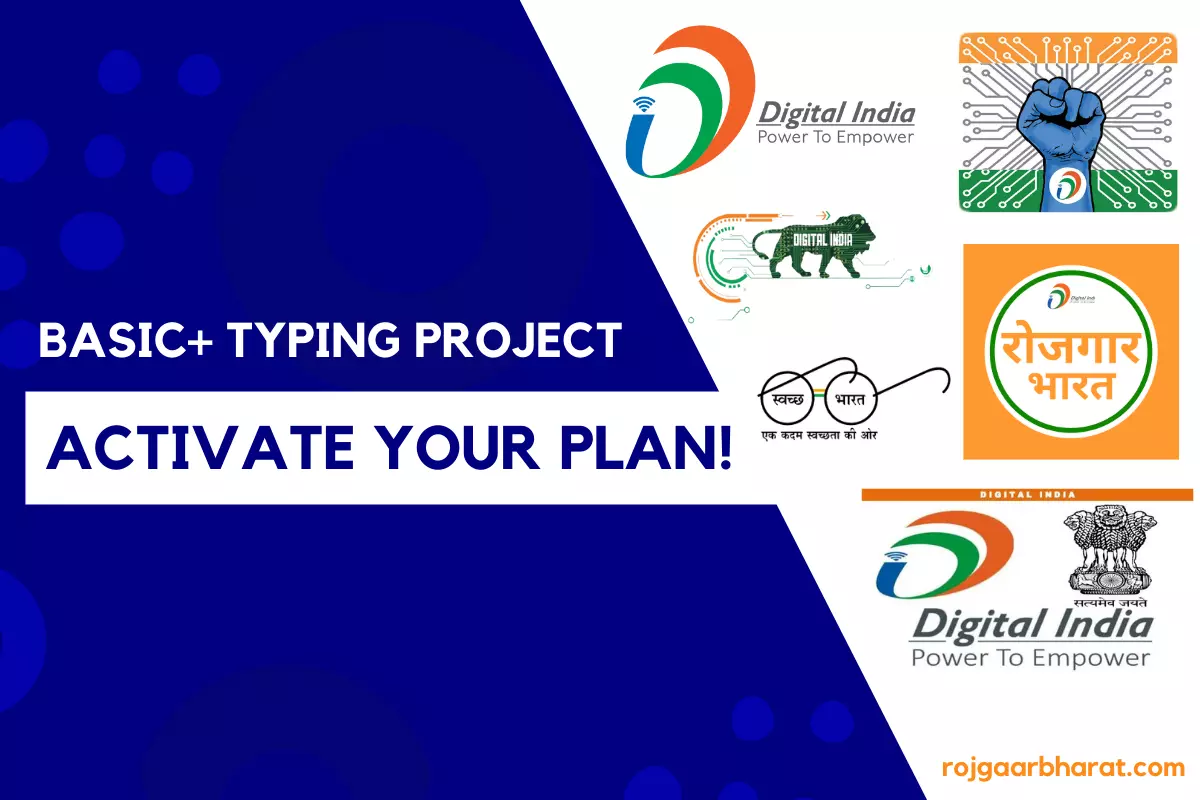 BASIC+ TYPING PROJECT
ACTIVATE YOUR PLAN!
Digital India
Power To Empower
DIGITAL INDIA
स्वच्छ भारत
एक कदम स्वच्छता की ओर
रोजगार
भारत
DIGITAL INDIA
सत्यमेव जयते
Digital India
Power To Empower
rojgaarbharat.com